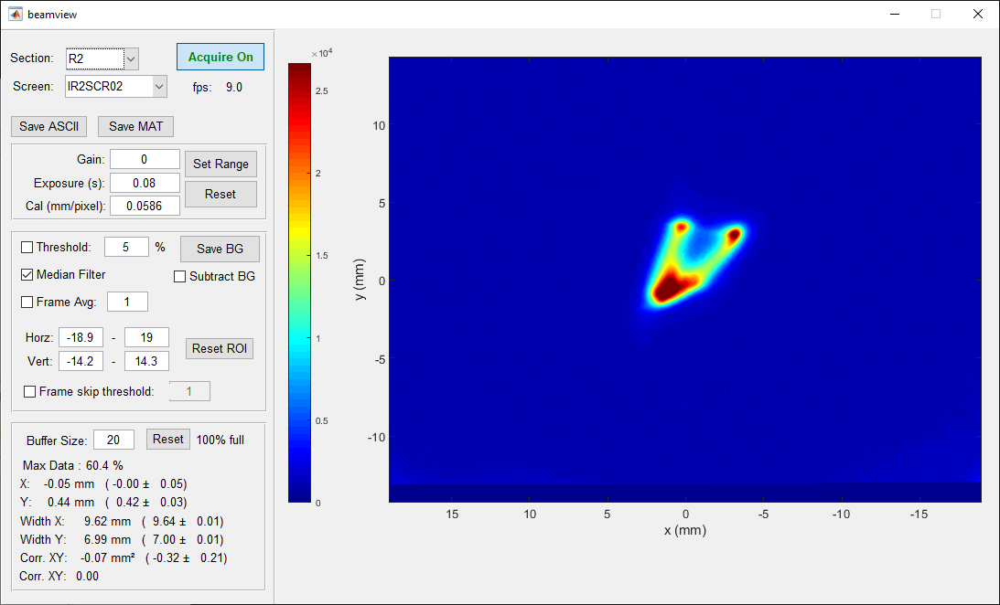 beamview
Section: R2 Acquire On
Screen: IR2SCR02 fps: 9.0
Save ASCII Save MAT
Gain: 0 Set Range
Exposure (s): 0.08
Cal (mm/pixel): 0.0586 Reset
Threshold: 5 % Save BG
Median Filter Subtract BG
Frame Avg: 1
Horz: -18.9 - 19 Reset ROI
Vert: -14.2 - 14.3
Frame skip threshold: 1
Buffer Size: 20 Reset 100% full
Max Data : 60.4 %
X: -0.05 mm ( -0.00 ± 0.05)
Y: 0.44 mm ( 0.42 ± 0.03)
Width X: 9.62 mm ( 9.64 ± 0.01)
Width Y: 6.99 mm ( 7.00 ± 0.01)
Corr. XY: -0.07 mm² ( -0.32 ± 0.21)
Corr. XY: 0.00
×10⁴
2.5
2
1.5
1
0.5
0
y (mm)
10
5
0
-5
-10
15 10 5 0 -5 -10 -15
x (mm)